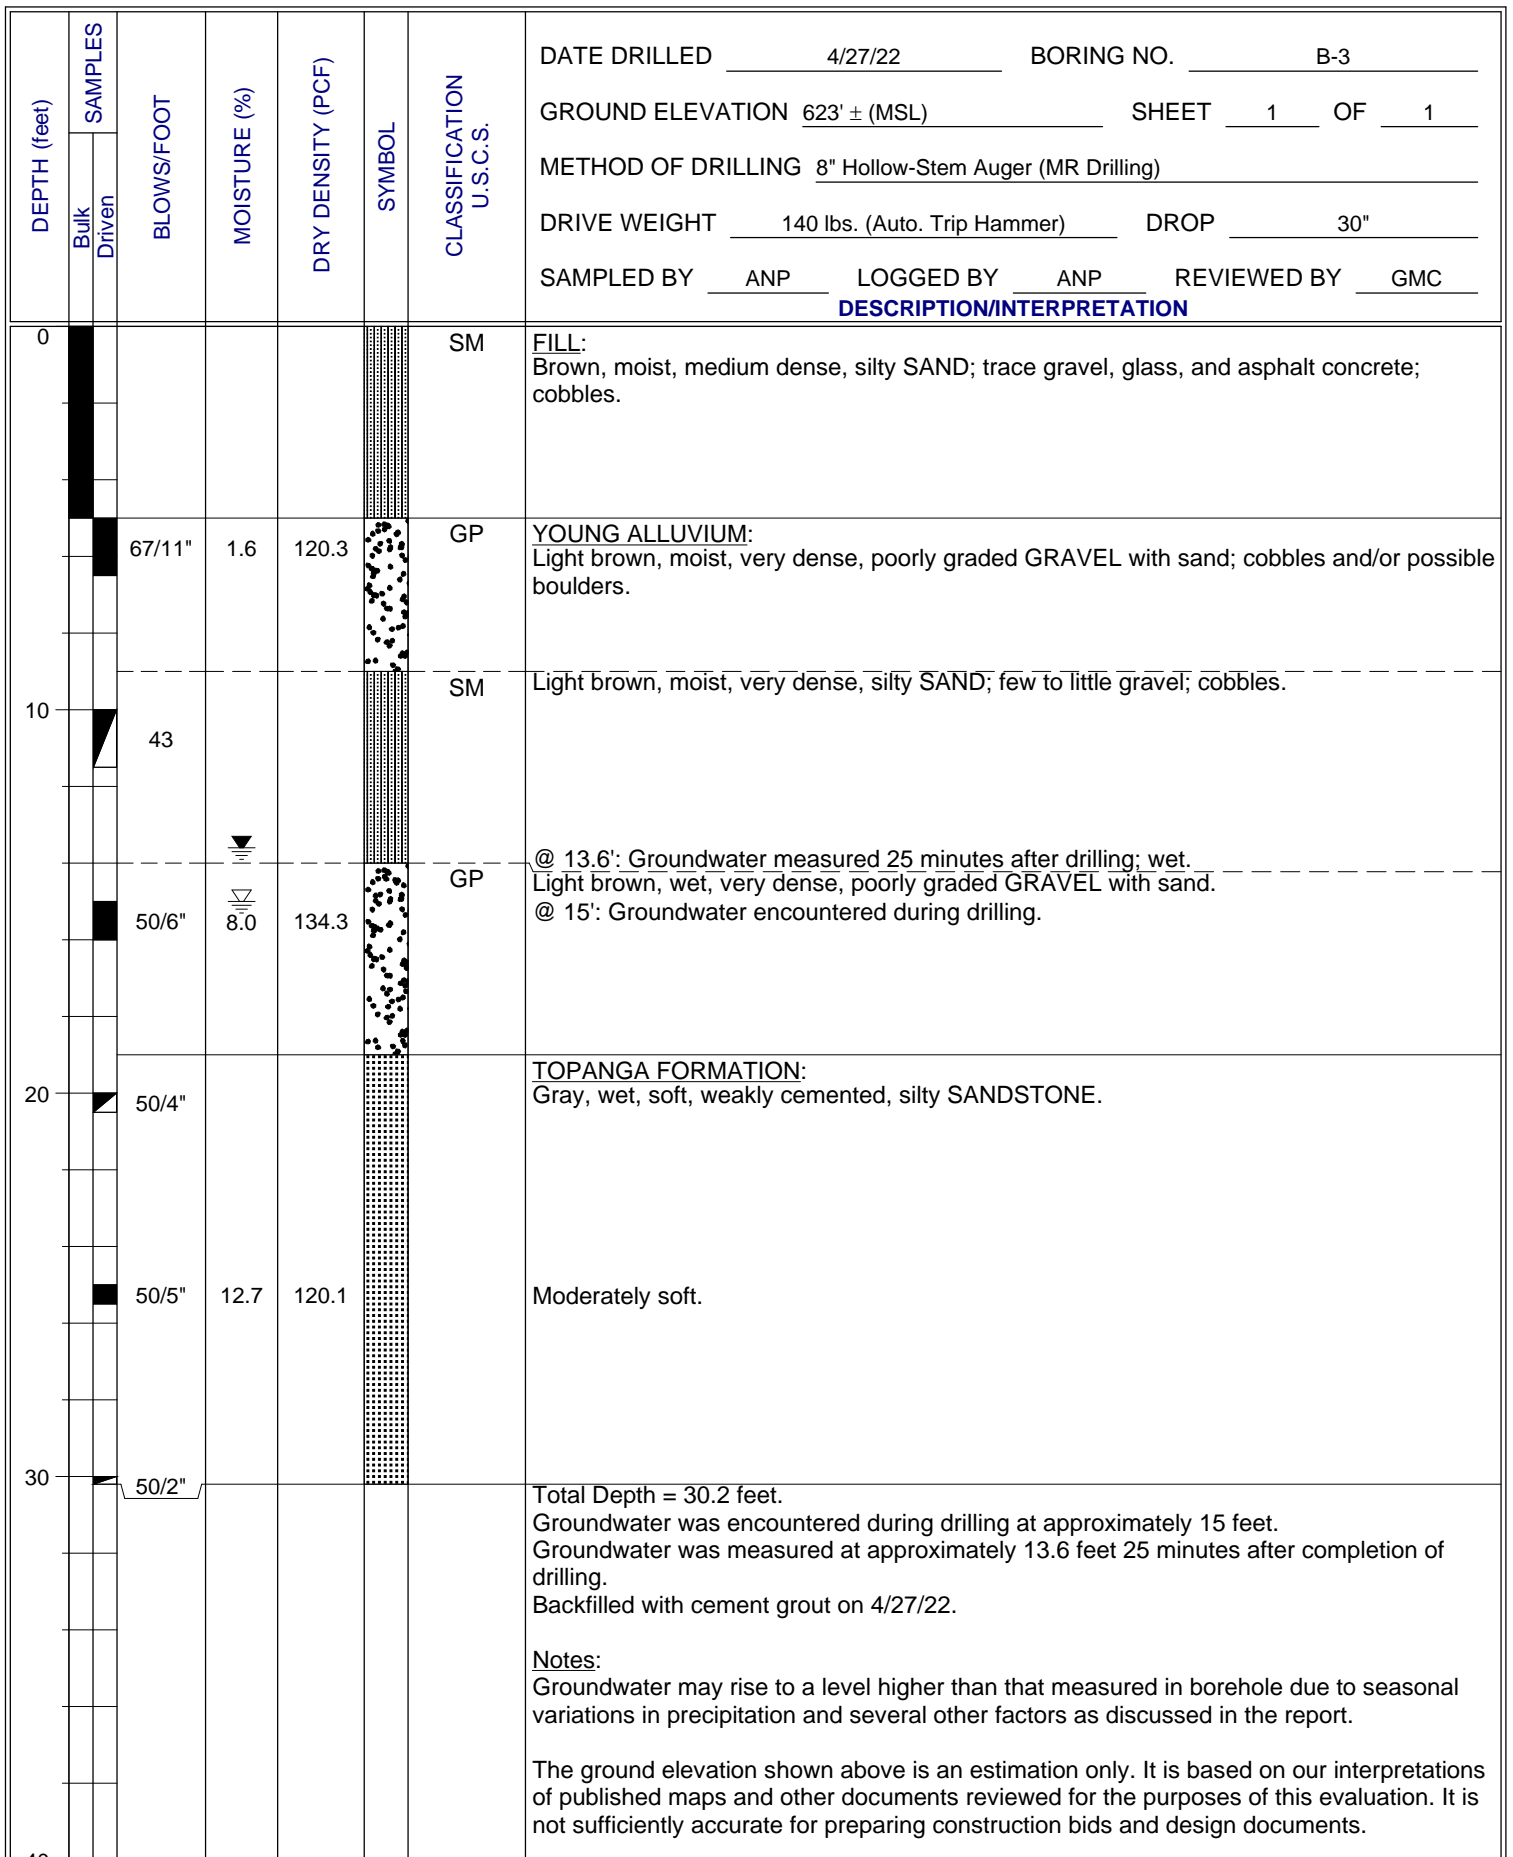 DEPTH (feet)
SAMPLES
Bulk
Driven
BLOWS/FOOT
MOISTURE (%)
DRY DENSITY (PCF)
SYMBOL
CLASSIFICATION
U.S.C.S.
DATE DRILLED 4/27/22 BORING NO. B-3
GROUND ELEVATION 623' ± (MSL) SHEET 1 OF 1
METHOD OF DRILLING 8" Hollow-Stem Auger (MR Drilling)
DRIVE WEIGHT 140 lbs. (Auto. Trip Hammer) DROP 30"
SAMPLED BY ANP LOGGED BY ANP REVIEWED BY GMC
DESCRIPTION/INTERPRETATION
0 SM FILL:
Brown, moist, medium dense, silty SAND; trace gravel, glass, and asphalt concrete;
cobbles.
GP YOUNG ALLUVIUM:
67/11" 1.6 120.3 Light brown, moist, very dense, poorly graded GRAVEL with sand; cobbles and/or possible
boulders.
SM Light brown, moist, very dense, silty SAND; few to little gravel; cobbles.
10
43
@ 13.6': Groundwater measured 25 minutes after drilling; wet.
GP Light brown, wet, very dense, poorly graded GRAVEL with sand.
50/6" 8.0 134.3 @ 15': Groundwater encountered during drilling.
TOPANGA FORMATION:
20 50/4" Gray, wet, soft, weakly cemented, silty SANDSTONE.
50/5" 12.7 120.1 Moderately soft.
30 50/2"
Total Depth = 30.2 feet.
Groundwater was encountered during drilling at approximately 15 feet.
Groundwater was measured at approximately 13.6 feet 25 minutes after completion of
drilling.
Backfilled with cement grout on 4/27/22.
Notes:
Groundwater may rise to a level higher than that measured in borehole due to seasonal
variations in precipitation and several other factors as discussed in the report.
The ground elevation shown above is an estimation only. It is based on our interpretations
of published maps and other documents reviewed for the purposes of this evaluation. It is
not sufficiently accurate for preparing construction bids and design documents.